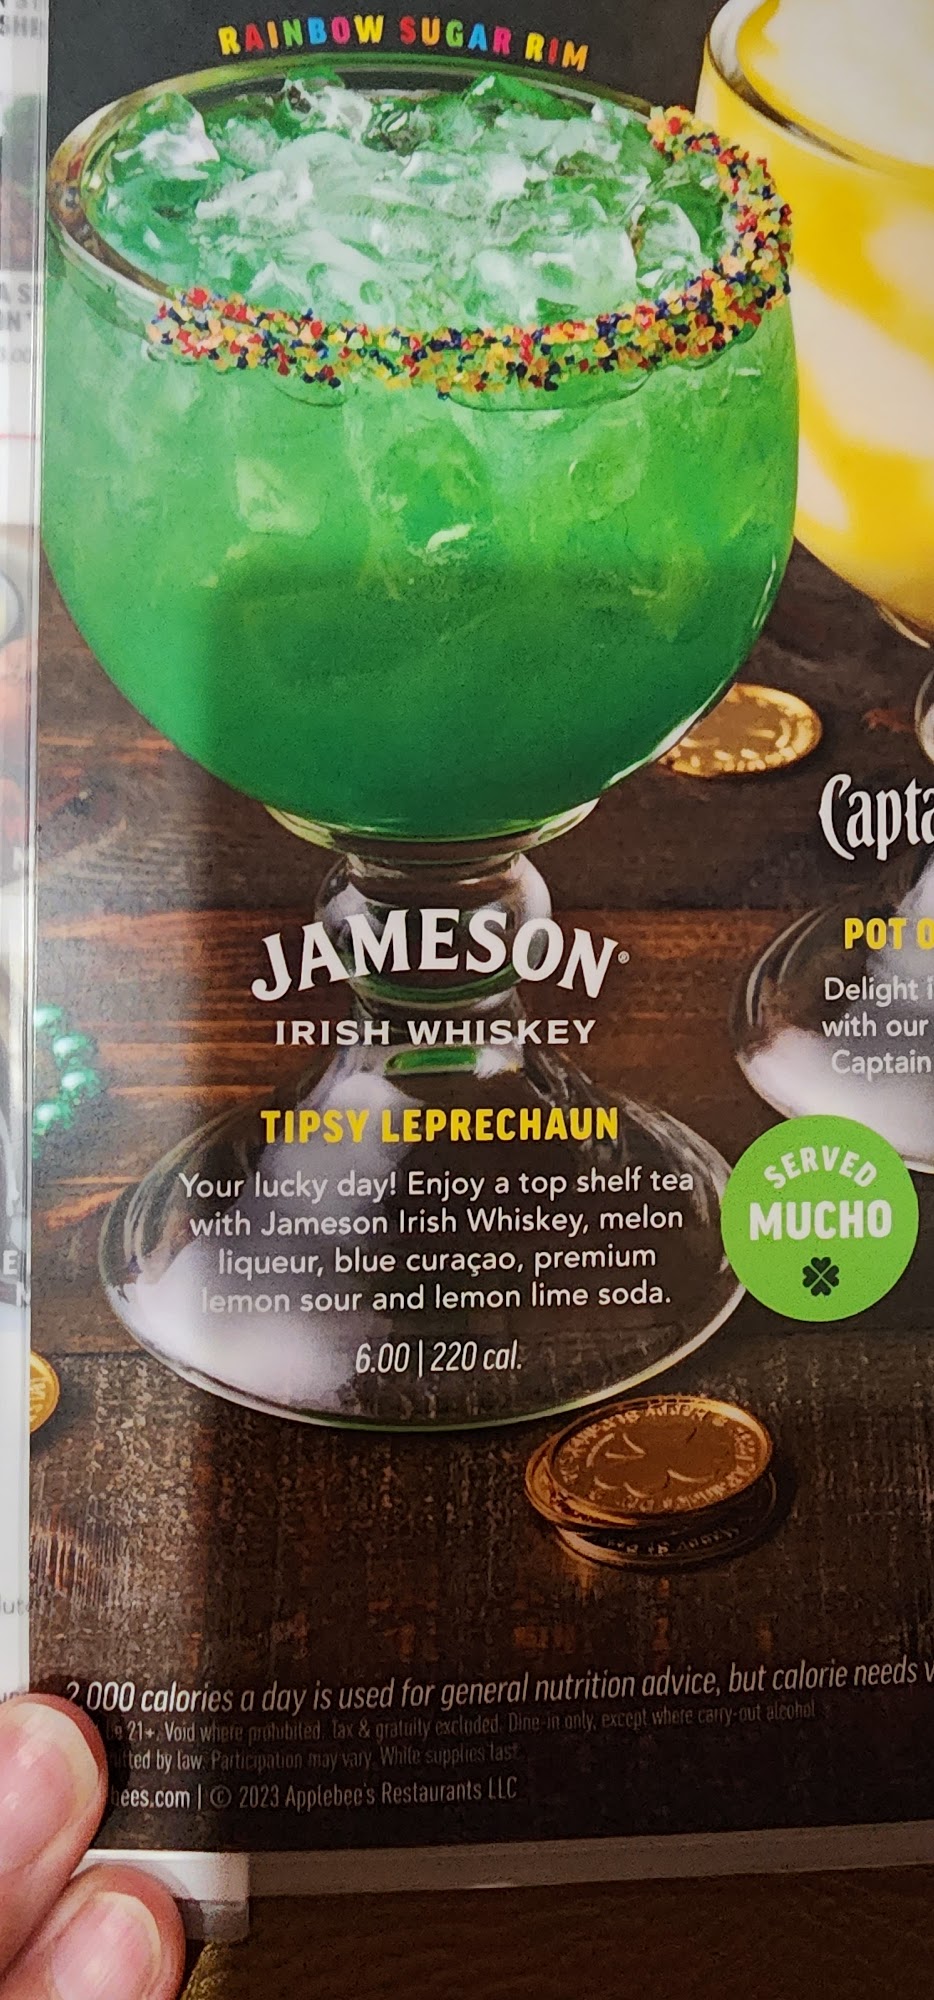 RAINBOW SUGAR RIM
JAMESON®
IRISH WHISKEY
TIPSY LEPRECHAUN
Your lucky day! Enjoy a top shelf tea
with Jameson Irish Whiskey, melon
liqueur, blue curaçao, premium
lemon sour and lemon lime soda.
6.00 | 220 cal.
SERVED
MUCHO
Capta
POT O
Delight i
with our
Captain
2,000 calories a day is used for general nutrition advice, but calorie needs v
21+. Void where prohibited. Tax & gratuity excluded. Dine-in only, except where carry-out alcohol
tted by law. Participation may vary. While supplies last.
ees.com | © 2023 Applebee's Restaurants LLC